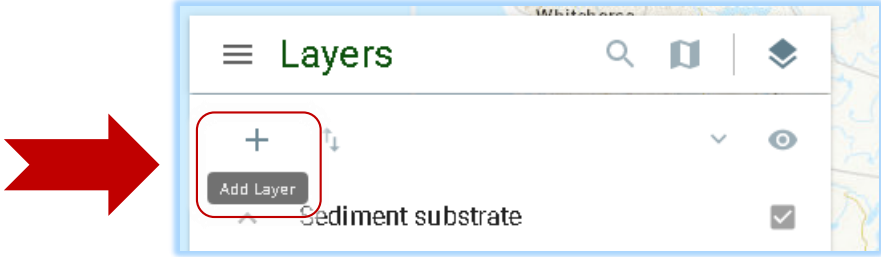 Whitehorse
Layers
Add Layer
Sediment substrate